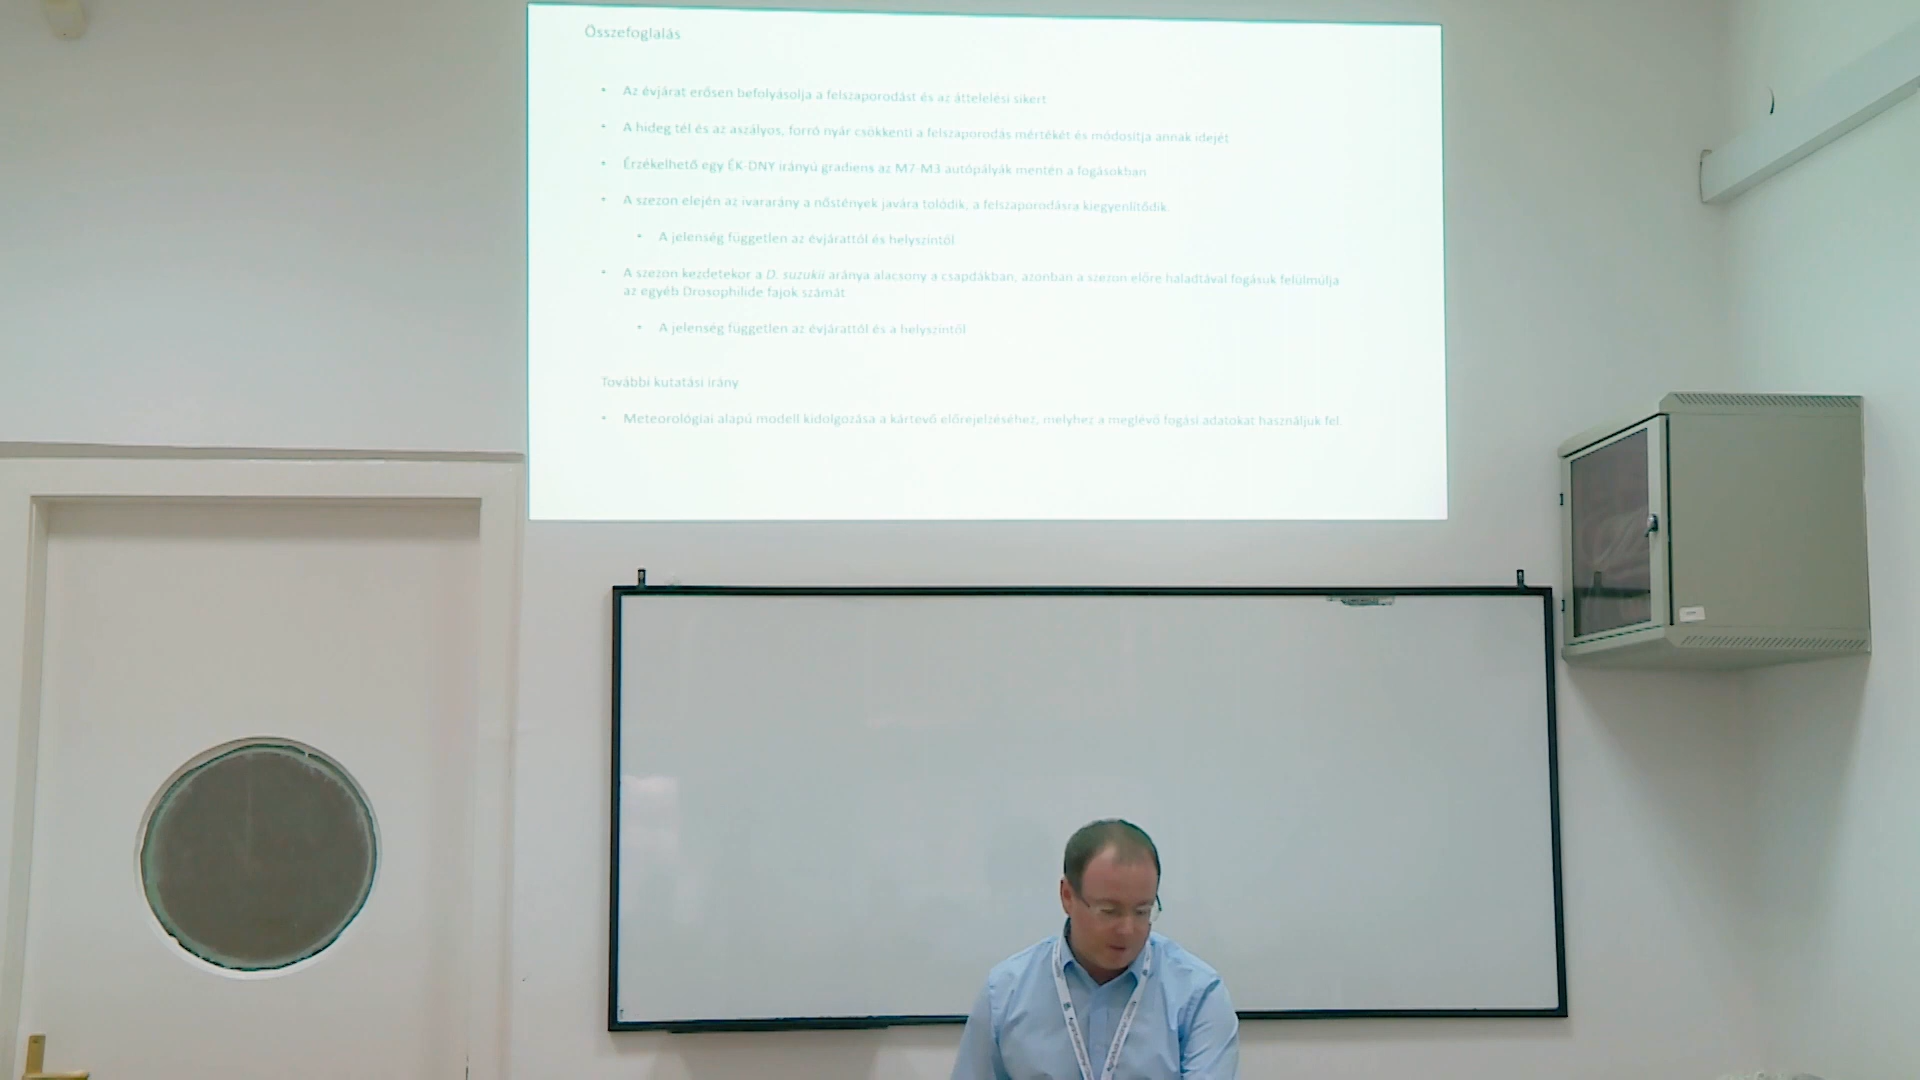 Összefoglalás
• Az évjárat erősen befolyásolja a felszaporodást és az áttelelési sikert
• A hideg tél és az aszályos, forró nyár csökkenti a felszaporodás mértékét és módosítja annak idejét
• Érzékelhető egy ÉK-DNY irányú gradiens az M7-M3 autópályák mentén a fogásokban
• A szezon elején az ivararány a nőstények javára tolódik, a felszaporodásra kiegyenlítődik.
• A jelenség független az évjárattól és helyszíntől
• A szezon kezdetekor a D. suzukii aránya alacsony a csapdákban, azonban a szezon előre haladtával fogásuk felülmúlja
az egyéb Drosophilide fajok számát
• A jelenség független az évjárattól és a helyszíntől
További kutatási irány
• Meteorológiai alapú modell kidolgozása a kártevő előrejelzéséhez, melyhez a meglévő fogási adatokat használjuk fel.